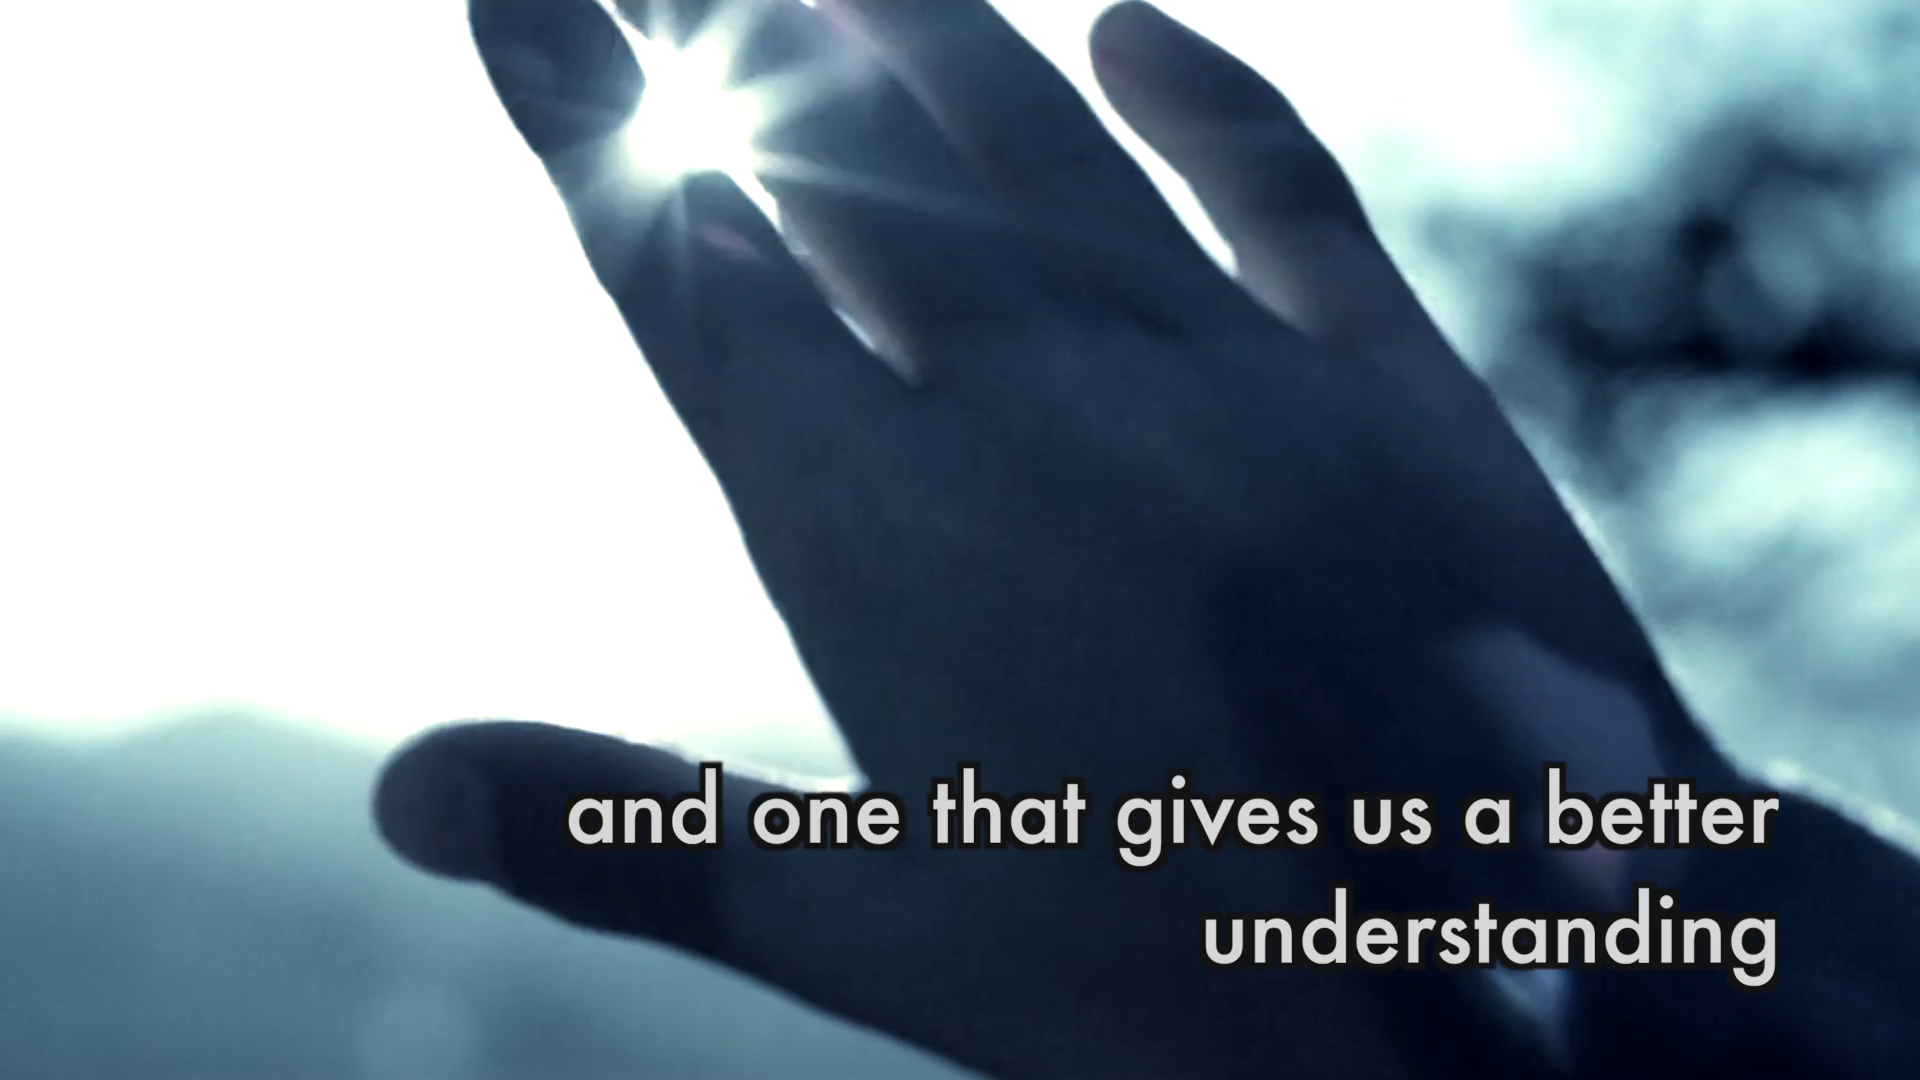 and one that gives us a better
understanding